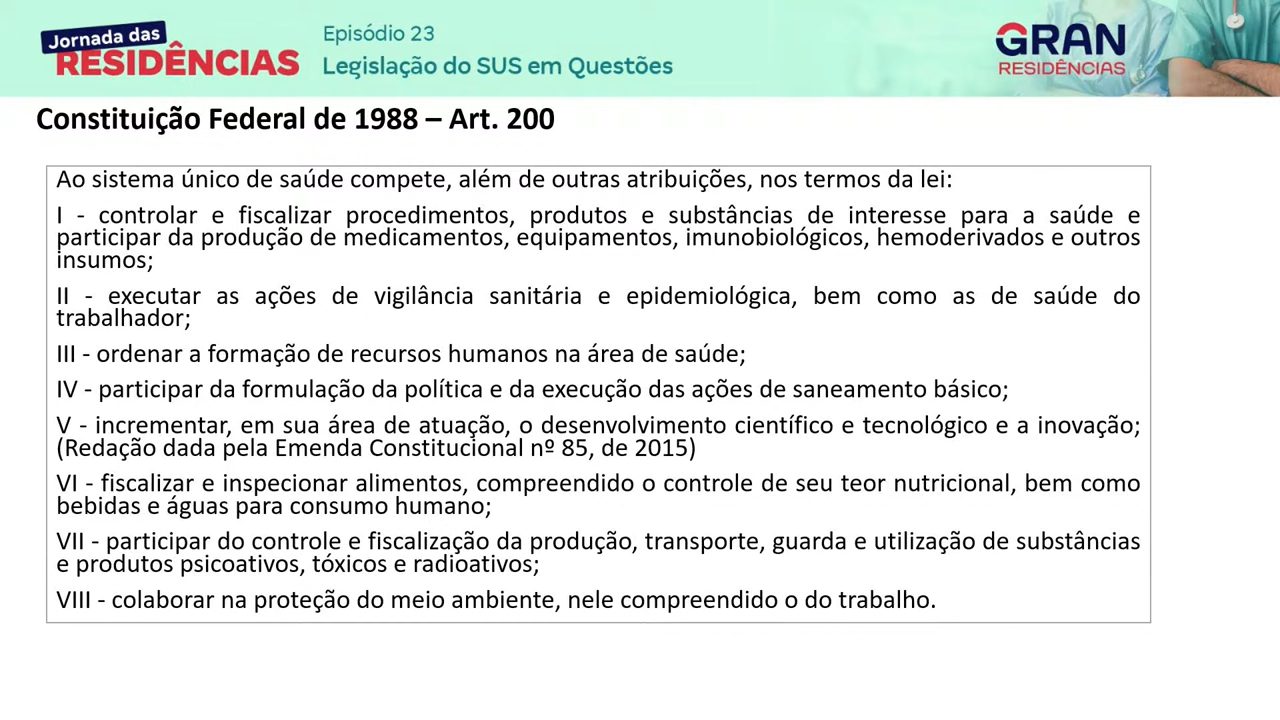 Jornada das
RESIDÊNCIAS
Episódio 23
Legislação do SUS em Questões
GRAN
RESIDÊNCIAS
Constituição Federal de 1988 – Art. 200
Ao sistema único de saúde compete, além de outras atribuições, nos termos da lei:
I - controlar e fiscalizar procedimentos, produtos e substâncias de interesse para a saúde e
participar da produção de medicamentos, equipamentos, imunobiológicos, hemoderivados e outros
insumos;
II - executar as ações de vigilância sanitária e epidemiológica, bem como as de saúde do
trabalhador;
III - ordenar a formação de recursos humanos na área de saúde;
IV - participar da formulação da política e da execução das ações de saneamento básico;
V - incrementar, em sua área de atuação, o desenvolvimento científico e tecnológico e a inovação;
(Redação dada pela Emenda Constitucional nº 85, de 2015)
VI - fiscalizar e inspecionar alimentos, compreendido o controle de seu teor nutricional, bem como
bebidas e águas para consumo humano;
VII - participar do controle e fiscalização da produção, transporte, guarda e utilização de substâncias
e produtos psicoativos, tóxicos e radioativos;
VIII - colaborar na proteção do meio ambiente, nele compreendido o do trabalho.